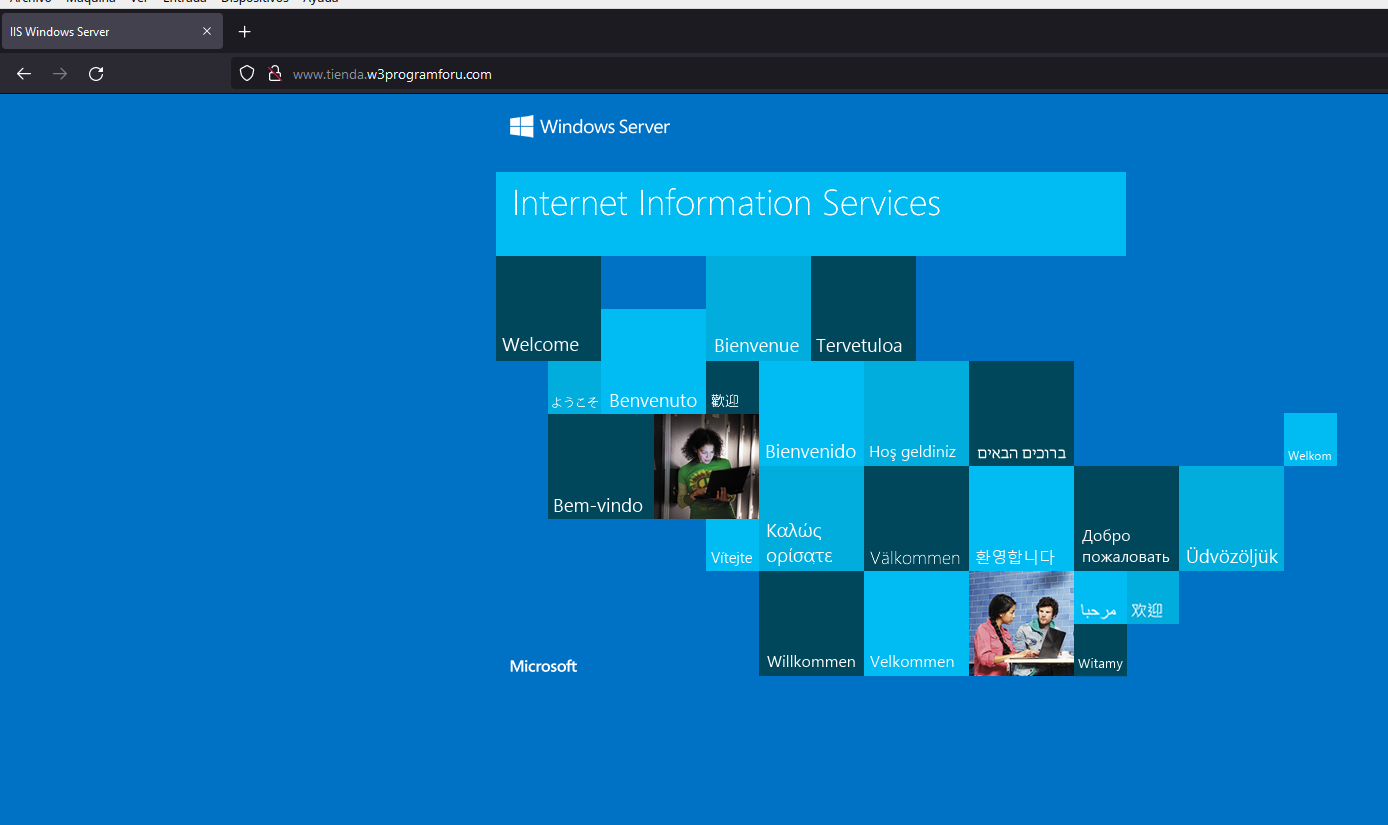 Archivo Máquina Ver Entrada Dispositivos Ayuda
IIS Windows Server
www.tienda.w3programforu.com
Windows Server
Internet Information Services
Welcome
Bienvenue
Tervetuloa
ようこそ
Benvenuto
歡迎
Bienvenido
Hoş geldiniz
ברוכים הבאים
Welkom
Bem-vindo
Vítejte
Καλώς
ορίσατε
Välkommen
환영합니다
Добро
пожаловать
Üdvözöljük
مرحبا
欢迎
Willkommen
Velkommen
Witamy
Microsoft